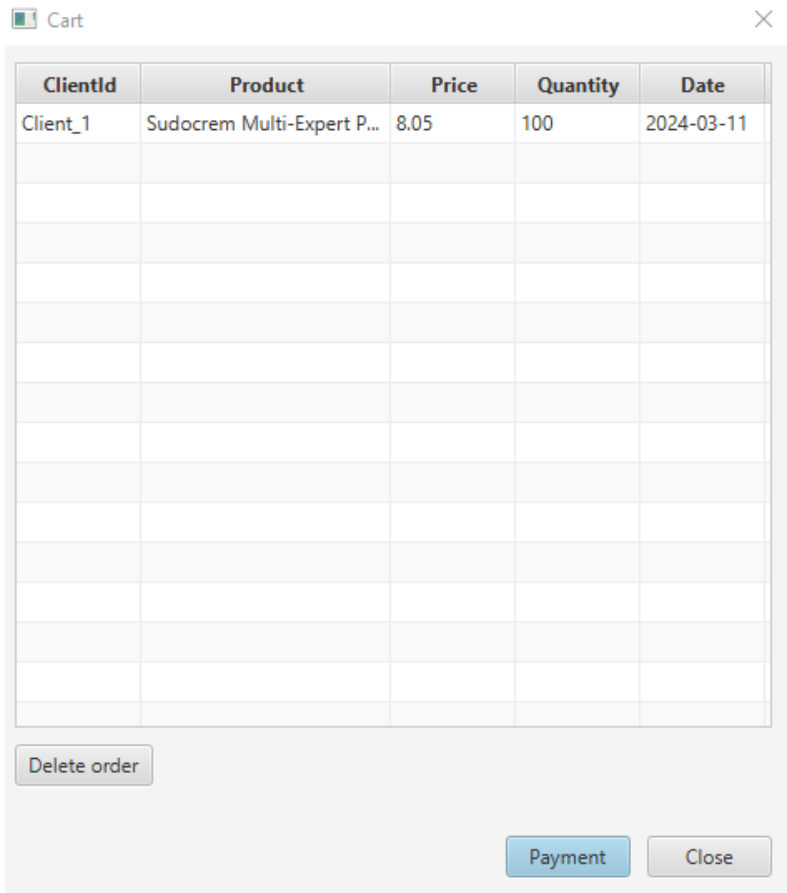 Cart
ClientId Product Price Quantity Date
Client_1 Sudocrem Multi-Expert P... 8.05 100 2024-03-11
Delete order
Payment Close